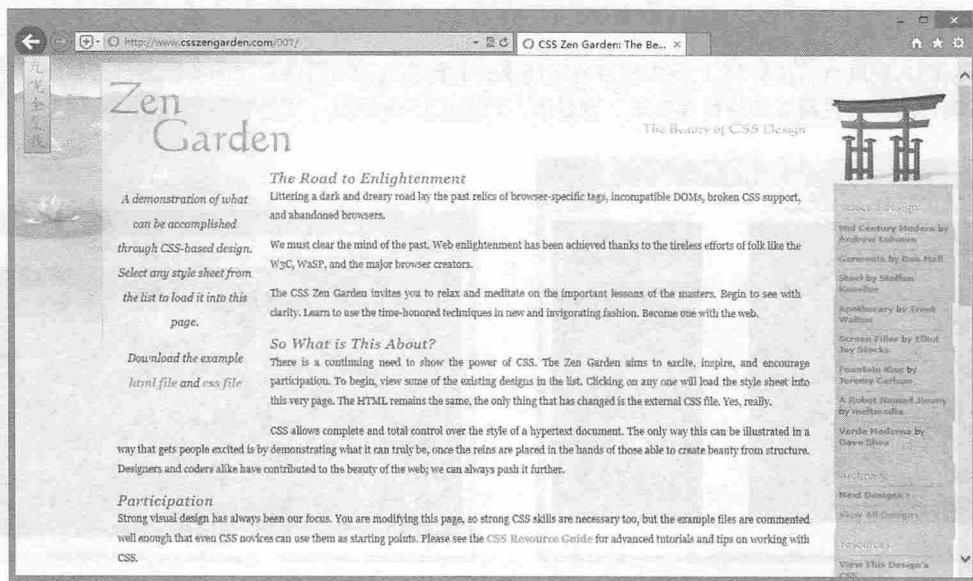 http://www.csszengarden.com/001/
CSS Zen Garden: The Be...
Zen
Garden
The Beauty of CSS Design
A demonstration of what
can be accomplished
through CSS-based design.
Select any style sheet from
the list to load it into this
page.
Download the example
html file and css file
The Road to Enlightenment
Littering a dark and dreary road lay the past relics of browser-specific tags, incompatible DOMs, broken CSS support,
and abandoned browsers.
We must clear the mind of the past. Web enlightenment has been achieved thanks to the tireless efforts of folk like the
W3C, WaSP, and the major browser creators.
The CSS Zen Garden invites you to relax and meditate on the important lessons of the masters. Begin to see with
clarity. Learn to use the time-honored techniques in new and invigorating fashion. Become one with the web.
So What is This About?
There is a continuing need to show the power of CSS. The Zen Garden aims to excite, inspire, and encourage
participation. To begin, view some of the existing designs in the list. Clicking on any one will load the style sheet into
this very page. The HTML remains the same, the only thing that has changed is the external CSS file. Yes, really.
CSS allows complete and total control over the style of a hypertext document. The only way this can be illustrated in a
way that gets people excited is by demonstrating what it can truly be, once the reins are placed in the hands of those able to create beauty from structure.
Designers and coders alike have contributed to the beauty of the web; we can always push it further.
Participation
Strong visual design has always been our focus. You are modifying this page, so strong CSS skills are necessary too, but the example files are commented
well enough that even CSS novices can use them as starting points. Please see the CSS Resource Guide for advanced tutorials and tips on working with
CSS.
Select a design:
Mid Century Modern by
Andrew Lohman
Garments by Dan Mall
Steel by Steffen
Knoeller
Apothecary by Trent
Walton
Screen Filler by Elliot
Jay Stocks
Fountain Kiss by
Jeremy Carlson
A Robot Named Jimmy
by meltmedia
Verde Moderna by
Dave Shea
archives:
Next Designs ›
View All Designs
resources:
View This Design's
CSS